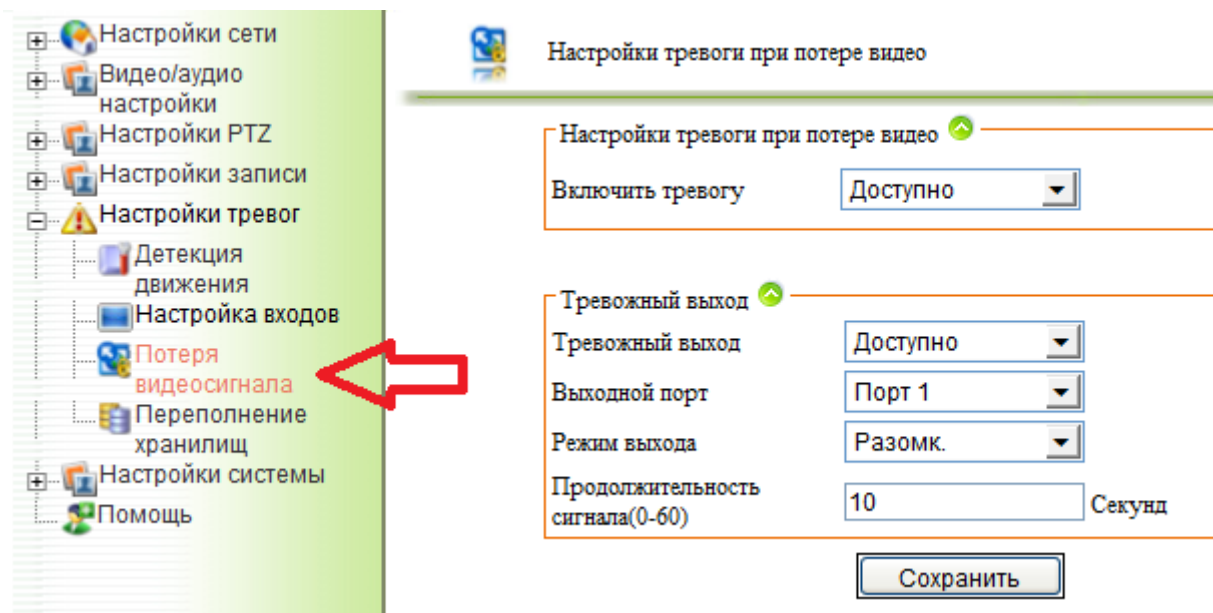 Настройки сети
Видео/аудио
настройки
Настройки PTZ
Настройки записи
Настройки тревог
Детекция
движения
Настройка входов
Потеря
видеосигнала
Переполнение
хранилищ
Настройки системы
Помощь
Настройки тревоги при потере видео
Настройки тревоги при потере видео
Включить тревогу Доступно
Тревожный выход
Тревожный выход Доступно
Выходной порт Порт 1
Режим выхода Разомк.
Продолжительность
сигнала(0-60) 10 Секунд
Сохранить